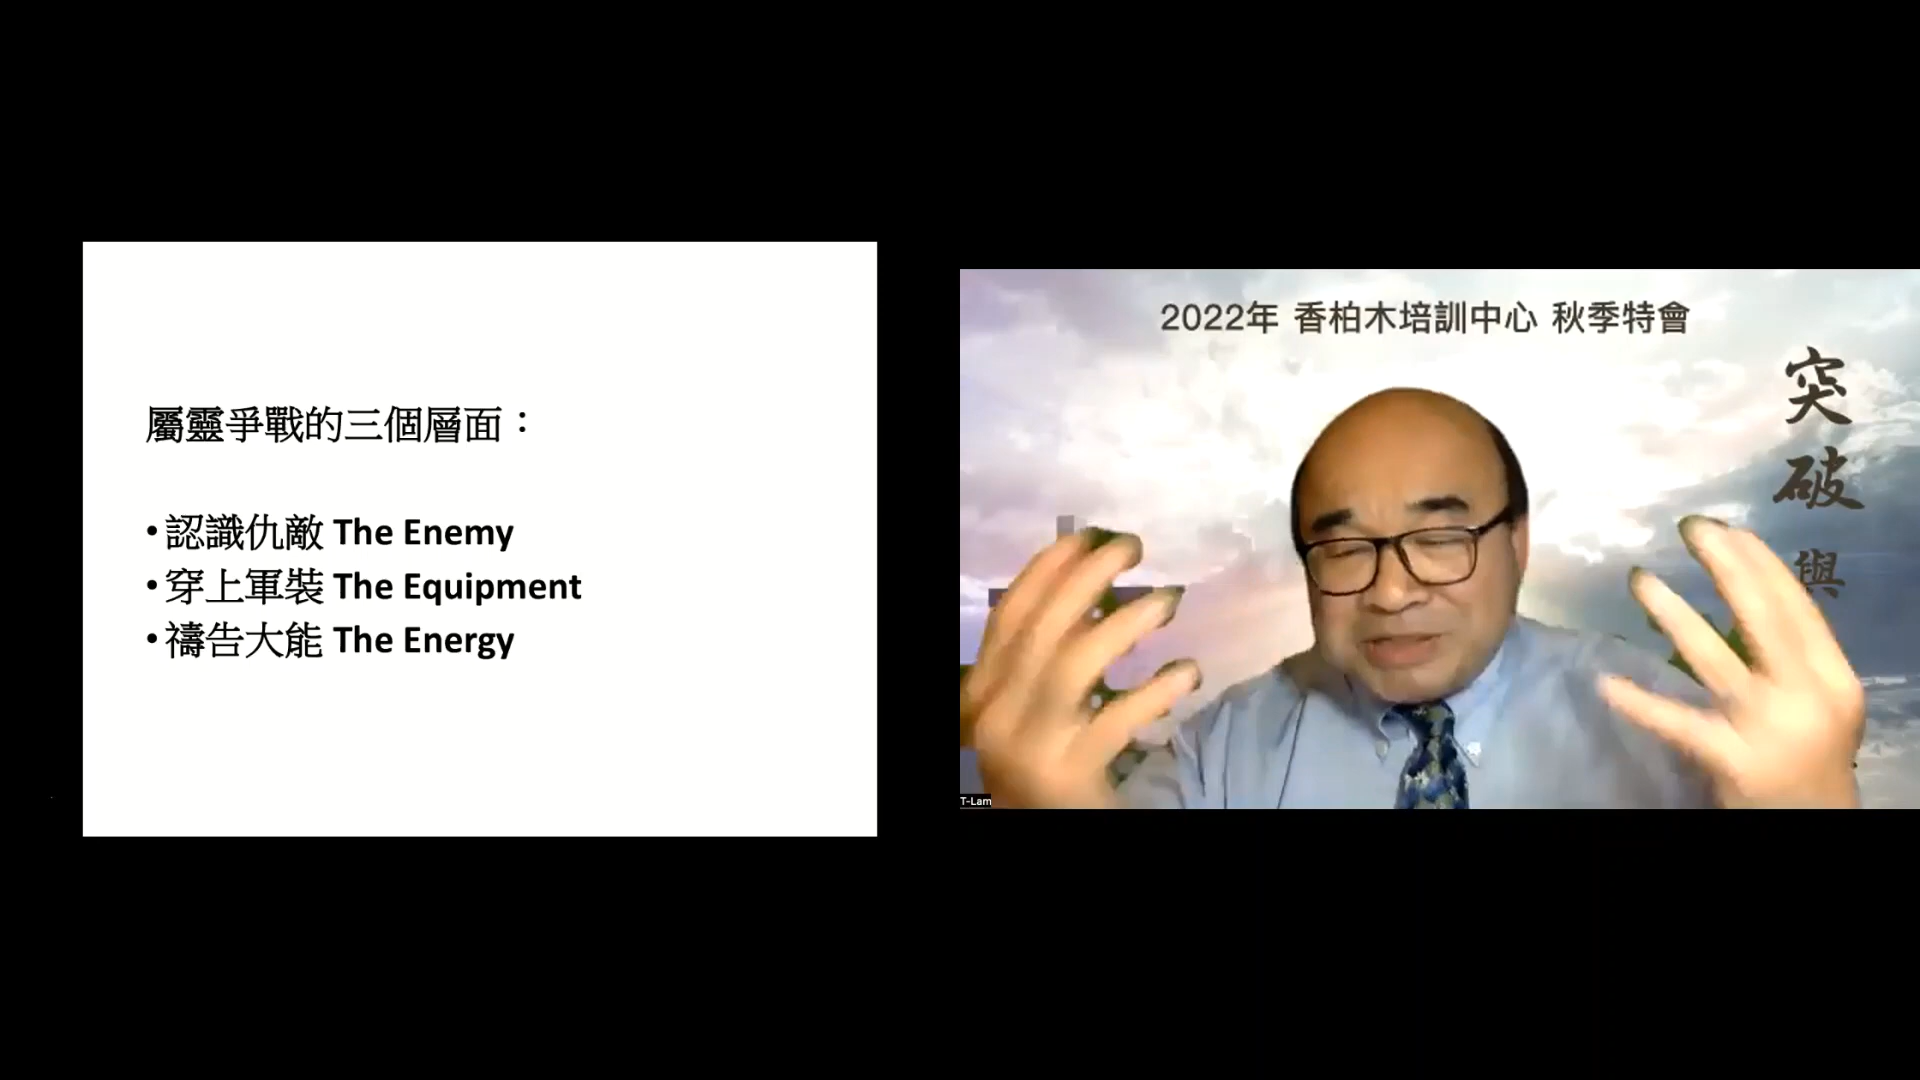 屬靈爭戰的三個層面：
•認識仇敵 The Enemy
•穿上軍裝 The Equipment
•禱告大能 The Energy
2022年 香柏木培訓中心 秋季特會
突
破
與
T-Lam